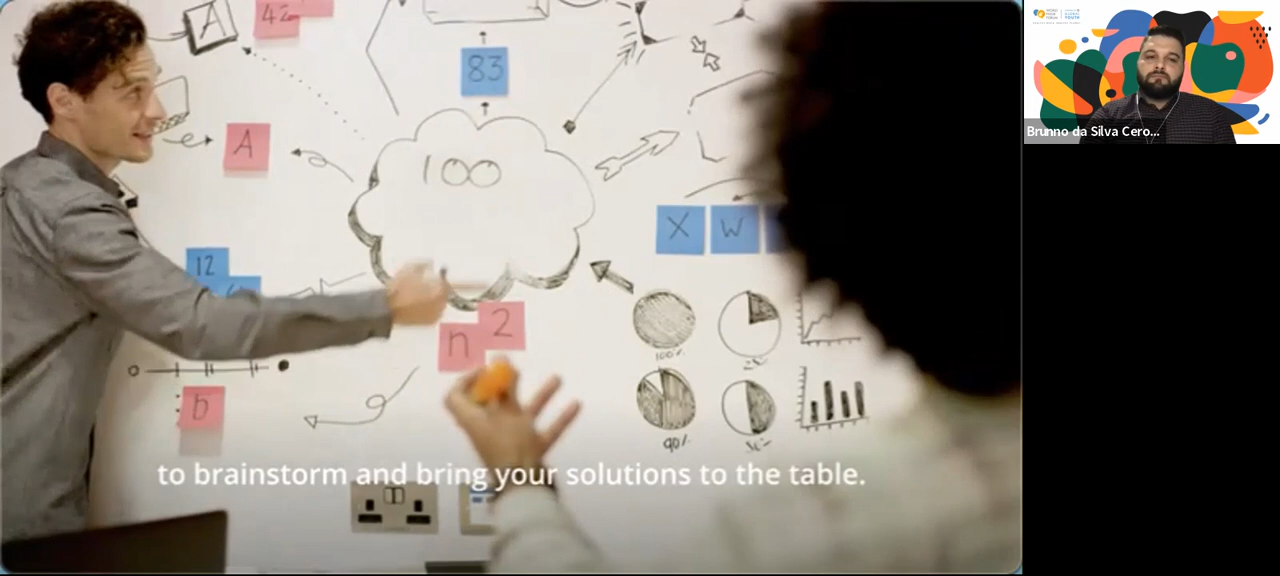 42
A
83
A
100
X W
12
n 2
100%
90%
b
to brainstorm and bring your solutions to the table.
Brunno da Silva Cero...